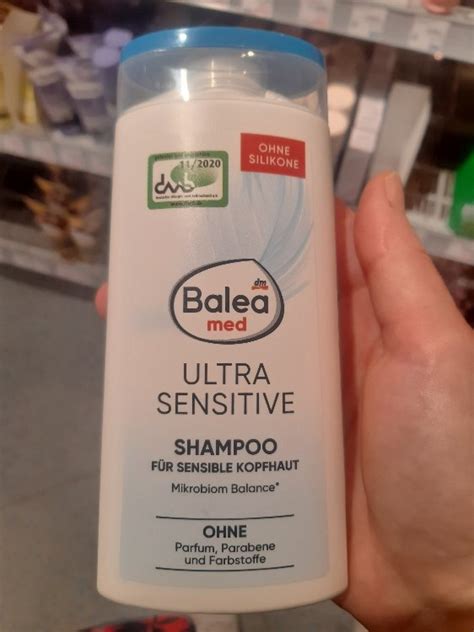 11/2020
dvb
OHNE
SILIKONE
dm
Balea
med
ULTRA
SENSITIVE
SHAMPOO
FÜR SENSIBLE KOPFHAUT
Mikrobiom Balance*
OHNE
Parfum, Parabene
und Farbstoffe